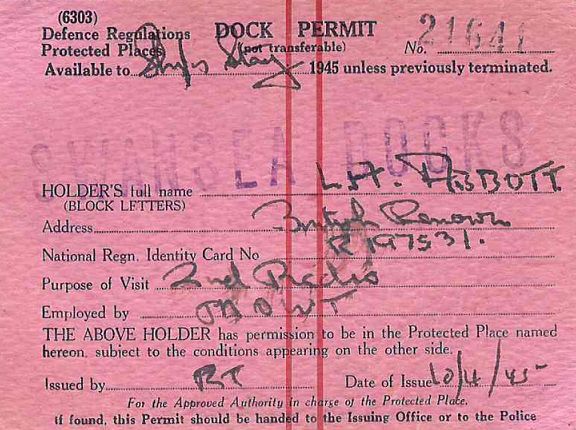 (6303)
Defence Regulations DOCK PERMIT
Protected Places (not transferable) No. 21641
Available to Ship's Stay 1945 unless previously terminated.
SWANSEA DOCKS
HOLDER'S full name L.H. ABBOTT
(BLOCK LETTERS)
Address British Renown
National Regn. Identity Card No R 197531.
Purpose of Visit 2nd Radio
Employed by MOWT
THE ABOVE HOLDER has permission to be in the Protected Place named
hereon, subject to the conditions appearing on the other side.
Issued by RT Date of Issue 10/4/45
For the Approved Authority in charge of the Protected Place.
If found, this Permit should be handed to the Issuing Office or to the Police